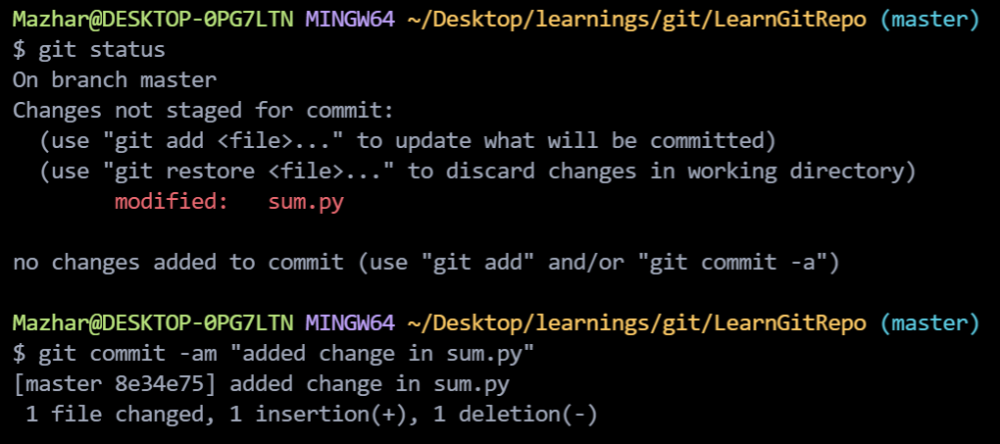 Mazhar@DESKTOP-0PG7LTN MINGW64 ~/Desktop/learnings/git/LearnGitRepo (master)
$ git status
On branch master
Changes not staged for commit:
  (use "git add <file>..." to update what will be committed)
  (use "git restore <file>..." to discard changes in working directory)
        modified:   sum.py

no changes added to commit (use "git add" and/or "git commit -a")

Mazhar@DESKTOP-0PG7LTN MINGW64 ~/Desktop/learnings/git/LearnGitRepo (master)
$ git commit -am "added change in sum.py"
[master 8e34e75] added change in sum.py
 1 file changed, 1 insertion(+), 1 deletion(-)